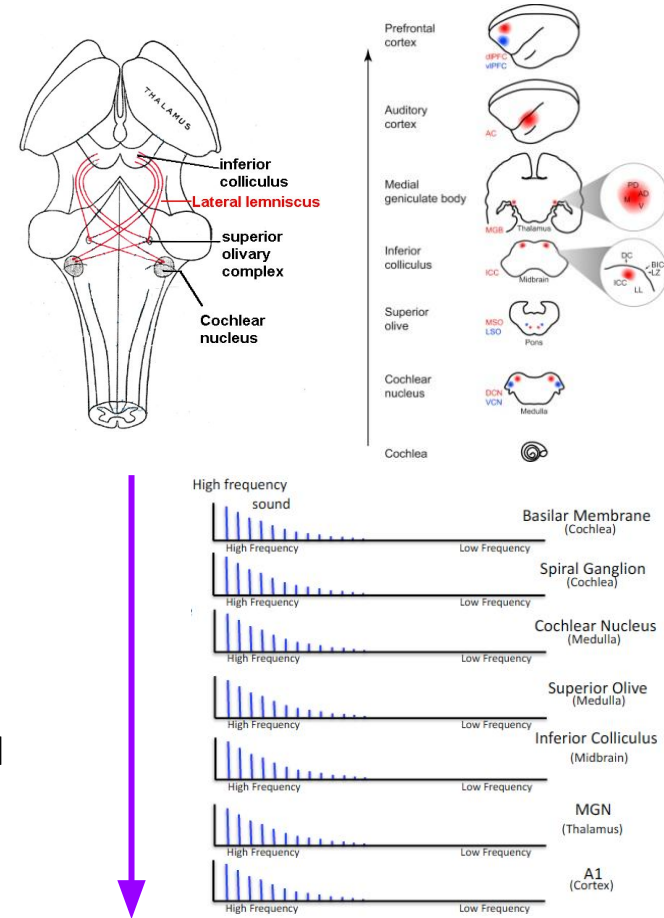 THALAMUS
inferior
colliculus
Lateral lemniscus
superior
olivary
complex
Cochlear
nucleus
Prefrontal
cortex
dlPFC
vlPFC
Auditory
cortex
AC
Medial
geniculate body
MGB
Thalamus
PD
AD
M
V
Inferior
colliculus
ICC
Midbrain
DC
BIC
LZ
ICC
LL
Superior
olive
MSO
LSO
Pons
Cochlear
nucleus
DCN
VCN
Medulla
Cochlea
High frequency
sound
High Frequency Low Frequency
Basilar Membrane
(Cochlea)
High Frequency Low Frequency
Spiral Ganglion
(Cochlea)
High Frequency Low Frequency
Cochlear Nucleus
(Medulla)
High Frequency Low Frequency
Superior Olive
(Medulla)
High Frequency Low Frequency
Inferior Colliculus
(Midbrain)
High Frequency Low Frequency
MGN
(Thalamus)
High Frequency Low Frequency
A1
(Cortex)